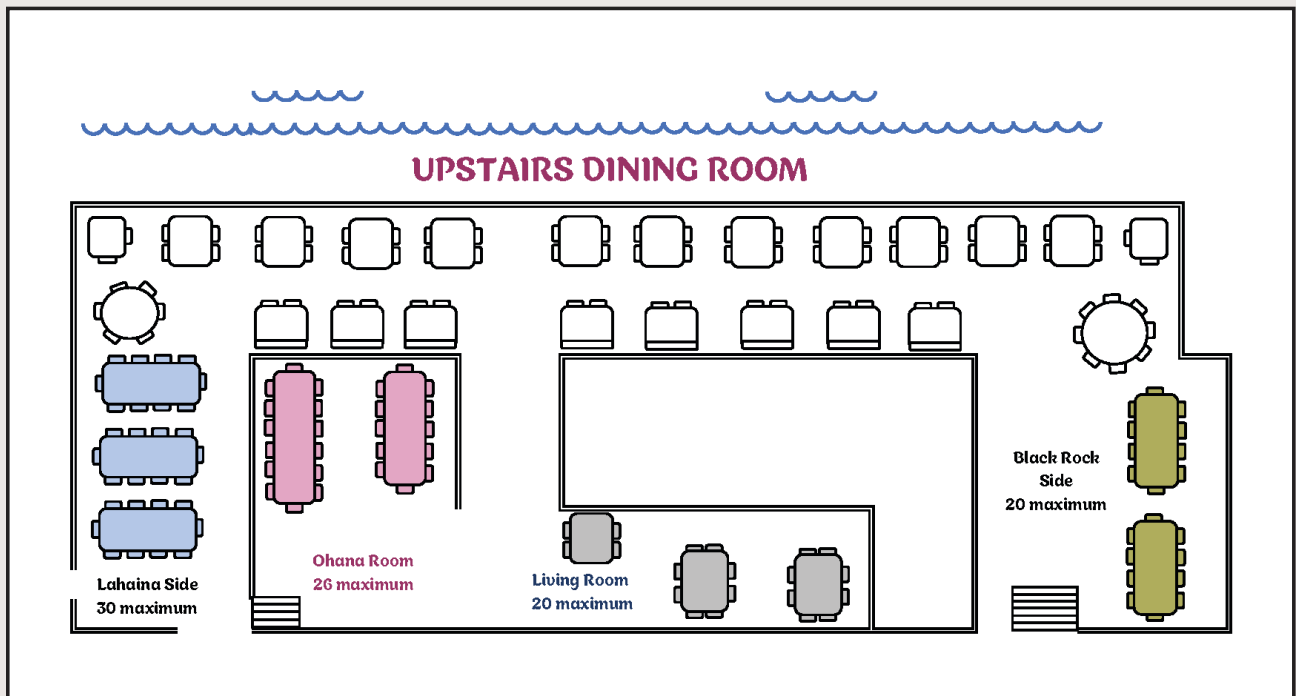 UPSTAIRS DINING ROOM
Black Rock
Side
20 maximum
Ohana Room
26 maximum
Living Room
20 maximum
Lahaina Side
30 maximum